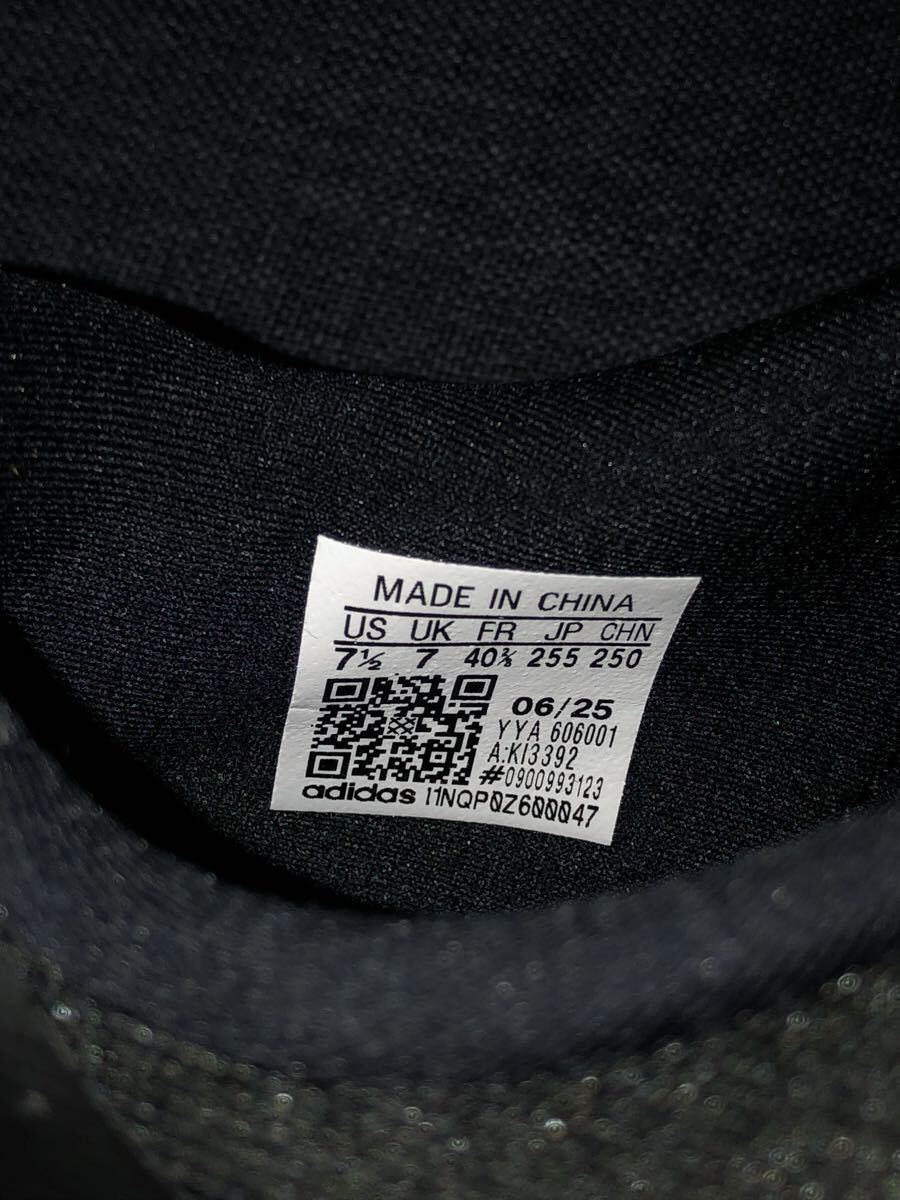 MADE IN CHINA
US UK FR JP CHN
7½ 7 40⅔ 255 250
06/25
YYA 606001
A:KI3392
#0900993123
adidas I1NQP0Z600047